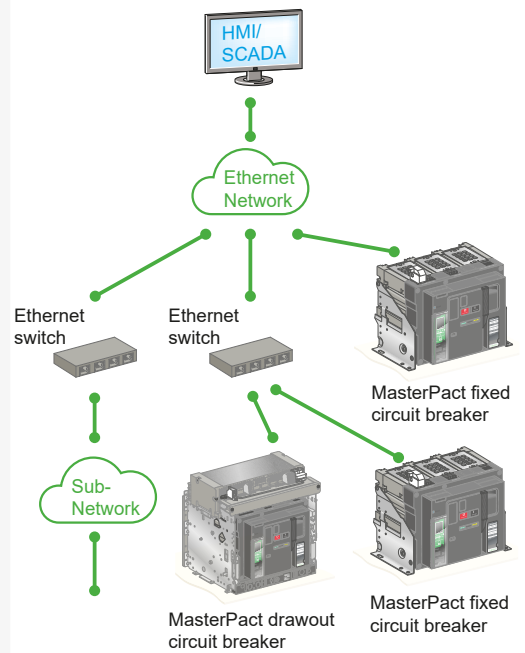 HMI/
SCADA
Ethernet
Network
Ethernet
switch
Ethernet
switch
MasterPact fixed
circuit breaker
Sub-
Network
MasterPact drawout
circuit breaker
MasterPact fixed
circuit breaker